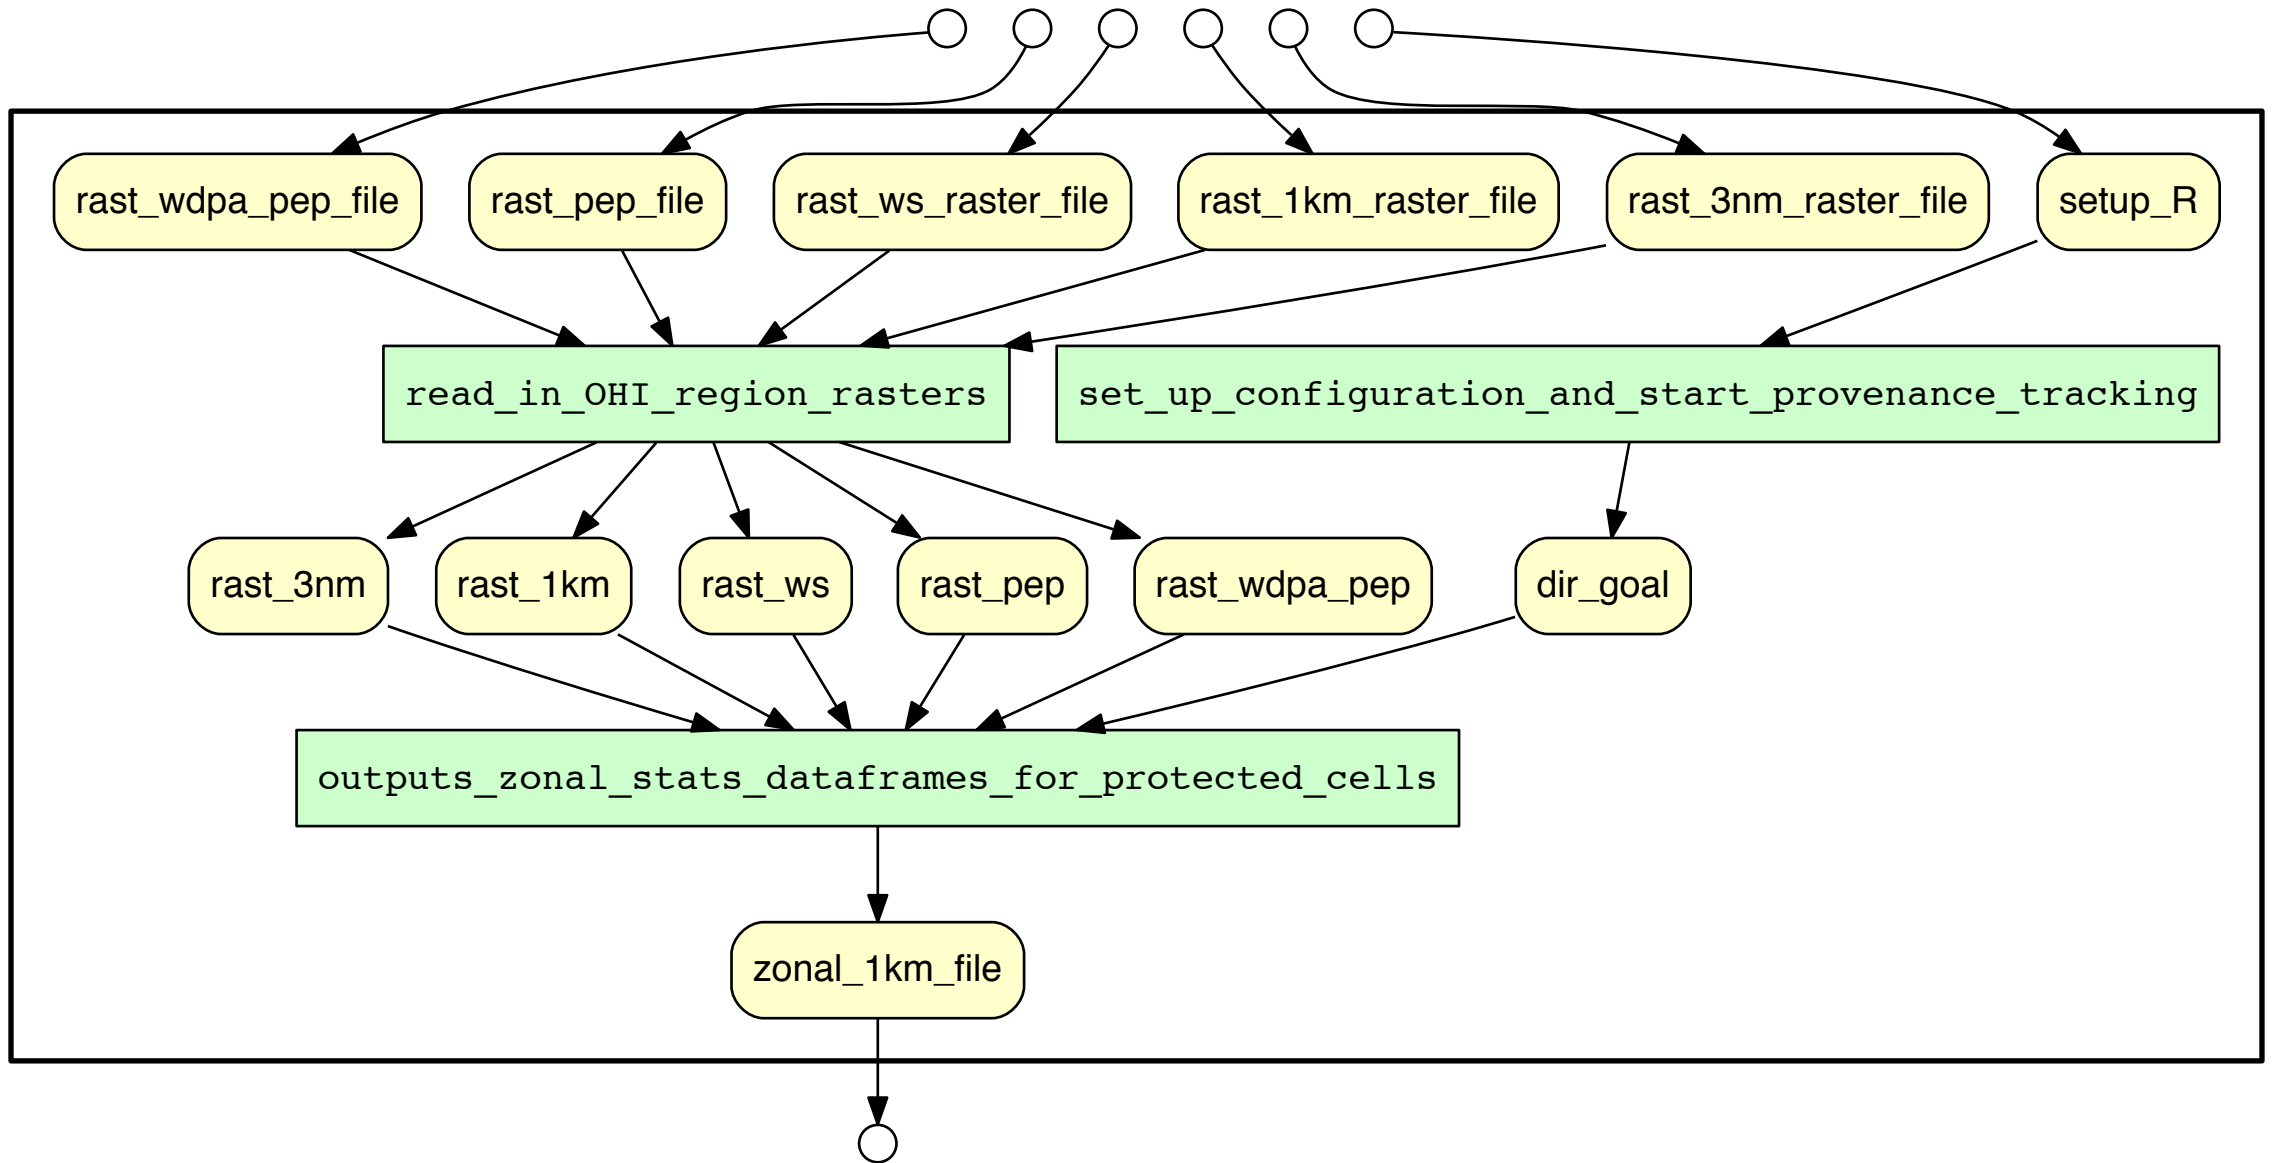 rast_wdpa_pep_file
rast_pep_file
rast_ws_raster_file
rast_1km_raster_file
rast_3nm_raster_file
setup_R
read_in_OHI_region_rasters
set_up_configuration_and_start_provenance_tracking
rast_3nm
rast_1km
rast_ws
rast_pep
rast_wdpa_pep
dir_goal
outputs_zonal_stats_dataframes_for_protected_cells
zonal_1km_file